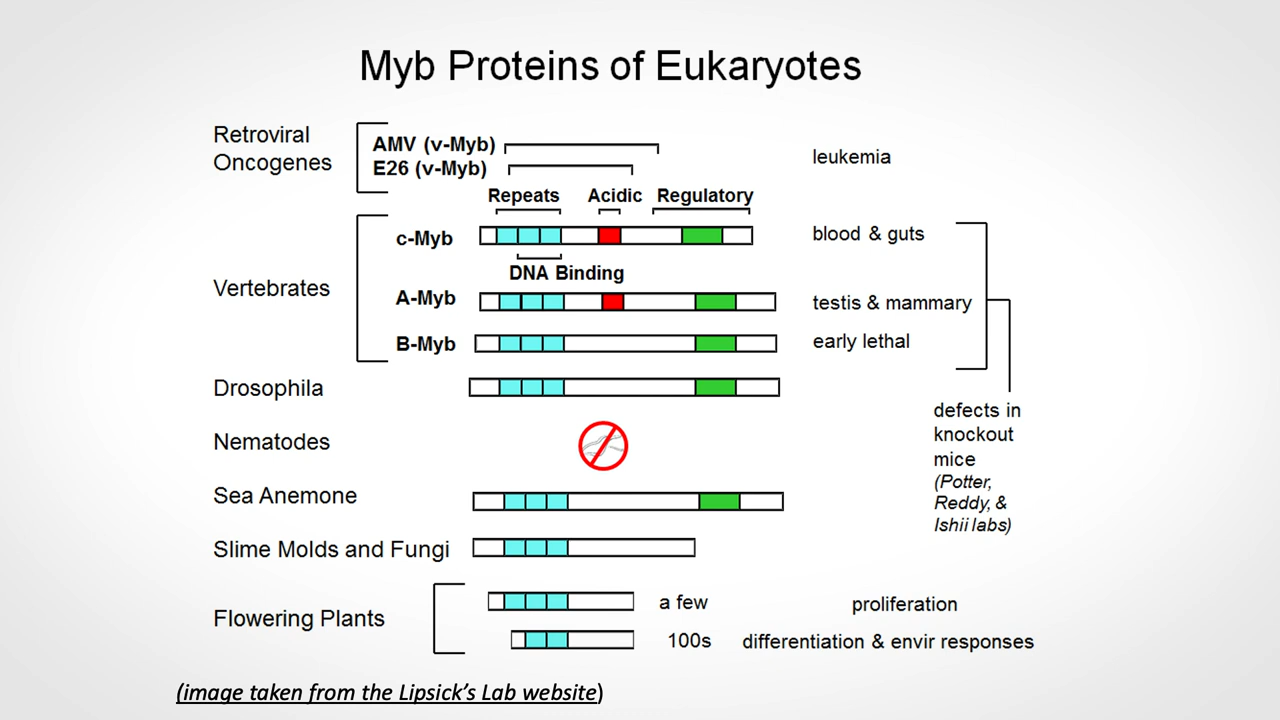 Myb Proteins of Eukaryotes
Retroviral
Oncogenes
AMV (v-Myb)
E26 (v-Myb)
leukemia
Repeats Acidic Regulatory
Vertebrates
c-Myb
blood & guts
DNA Binding
A-Myb
testis & mammary
B-Myb
early lethal
Drosophila
defects in
knockout
mice
(Potter,
Reddy, &
Ishii labs)
Nematodes
Sea Anemone
Slime Molds and Fungi
Flowering Plants
a few proliferation
100s differentiation & envir responses
(image taken from the Lipsick’s Lab website)